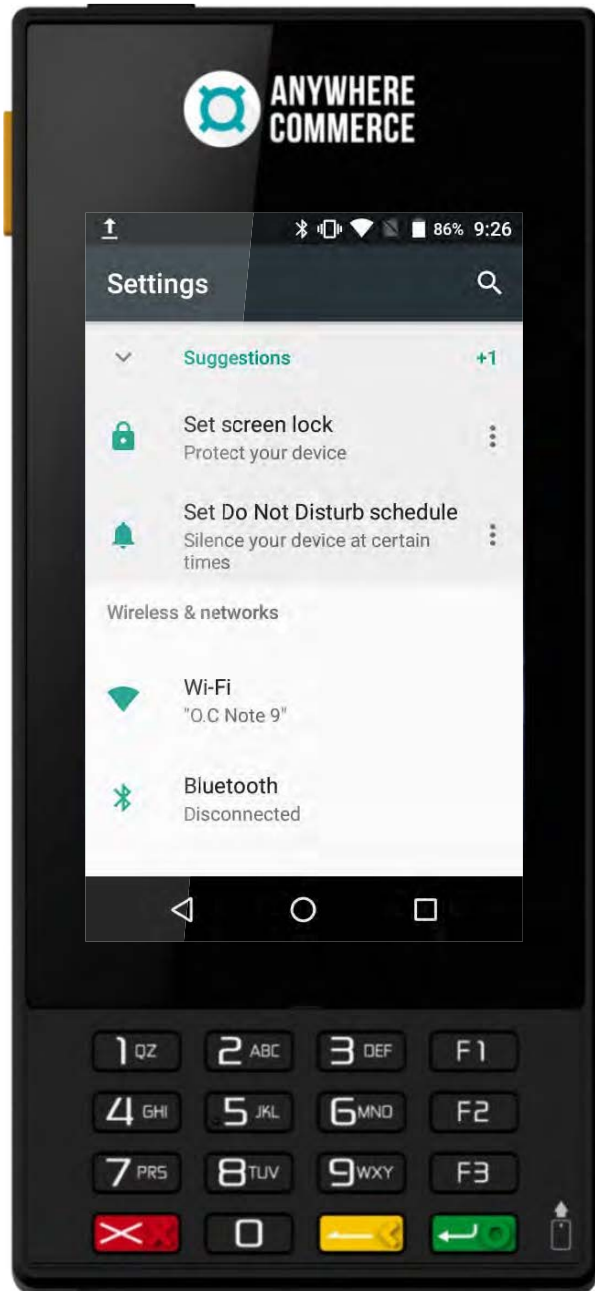 ANYWHERE
COMMERCE
86% 9:26
Settings
Suggestions +1
Set screen lock
Protect your device
Set Do Not Disturb schedule
Silence your device at certain
times
Wireless & networks
Wi-Fi
"O.C Note 9"
Bluetooth
Disconnected
1 QZ 2 ABC 3 DEF F1
4 GHI 5 JKL 6 MNO F2
7 PRS 8 TUV 9 WXY F3
0